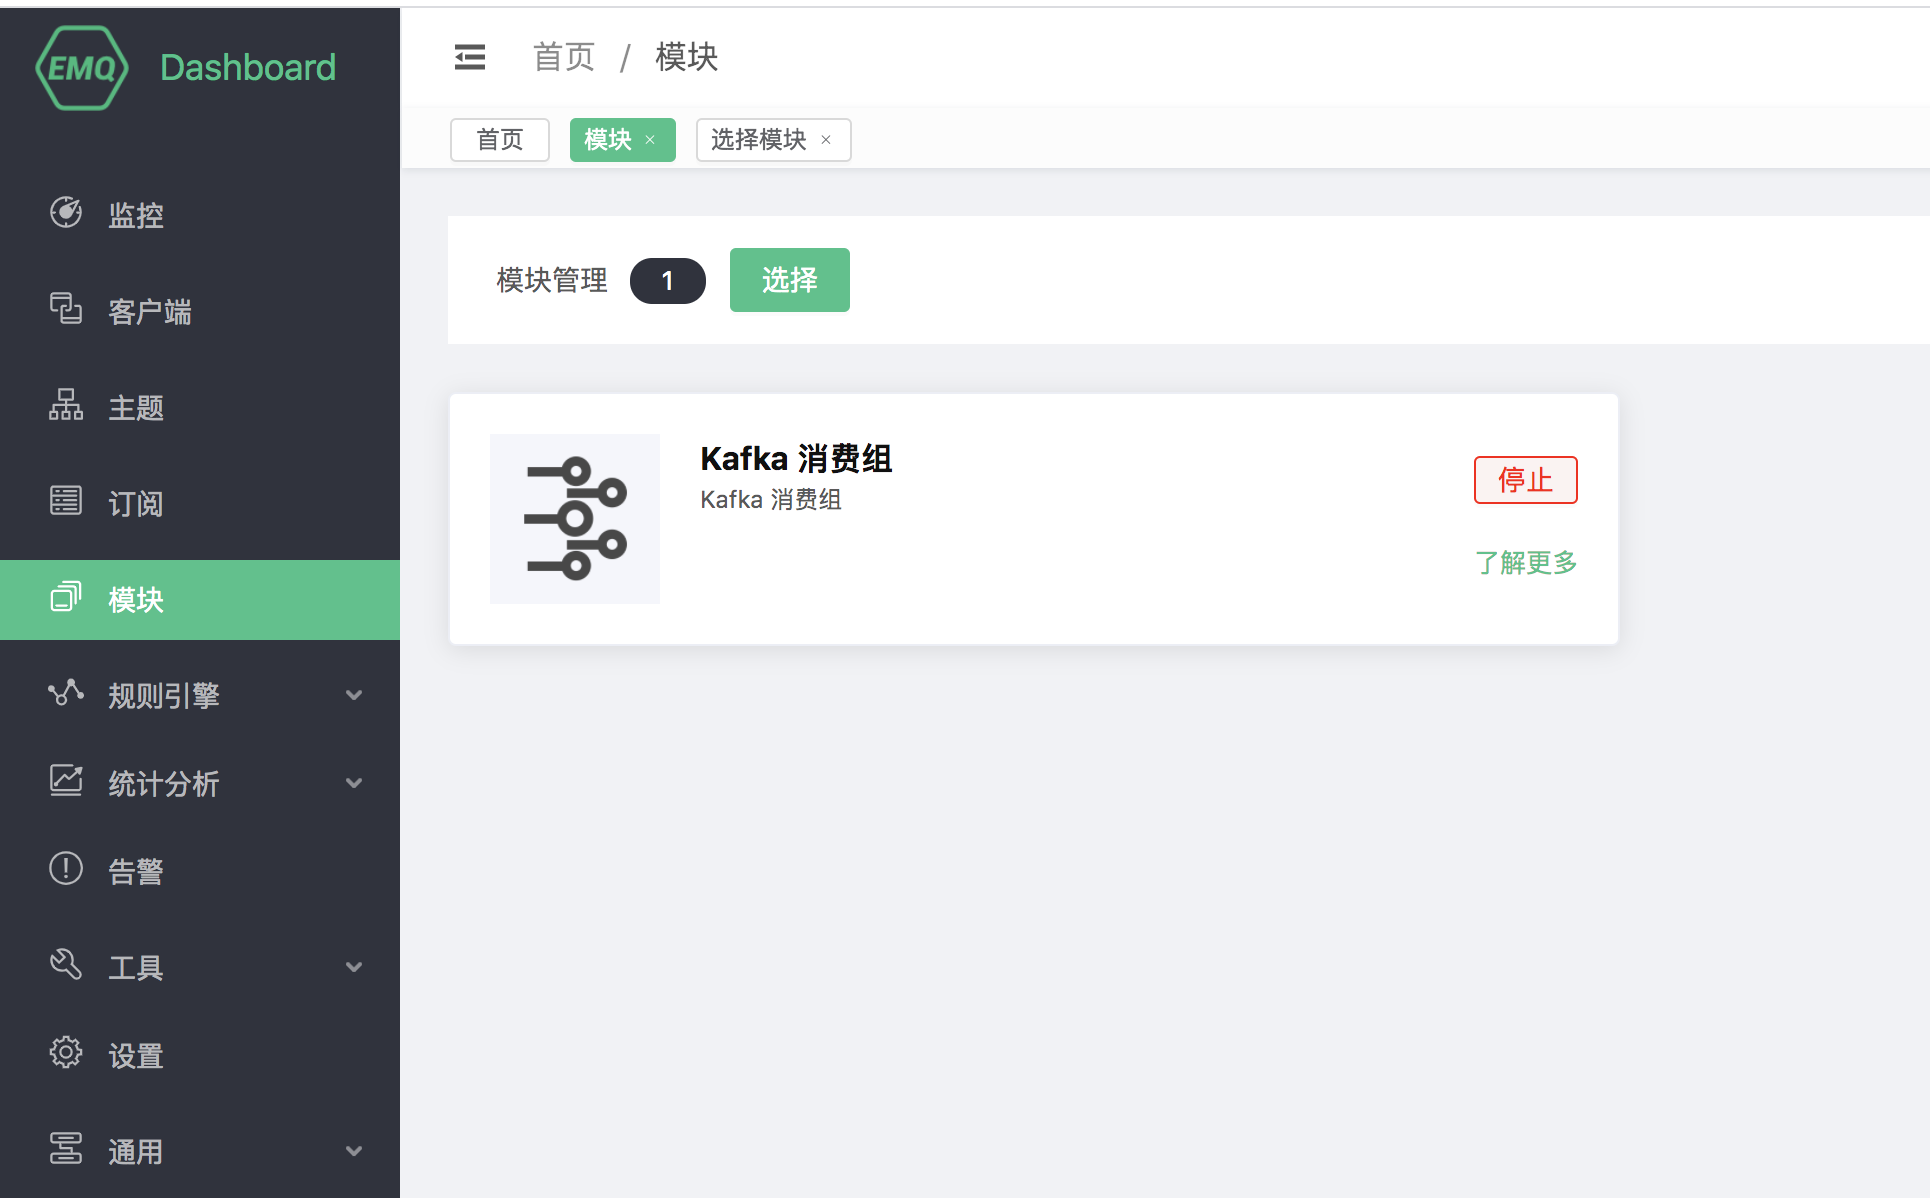 EMQ Dashboard
监控
客户端
主题
订阅
模块
规则引擎
统计分析
告警
工具
设置
通用
首页 / 模块
首页 模块 × 选择模块 ×
模块管理 1 选择
Kafka 消费组
Kafka 消费组
停止
了解更多